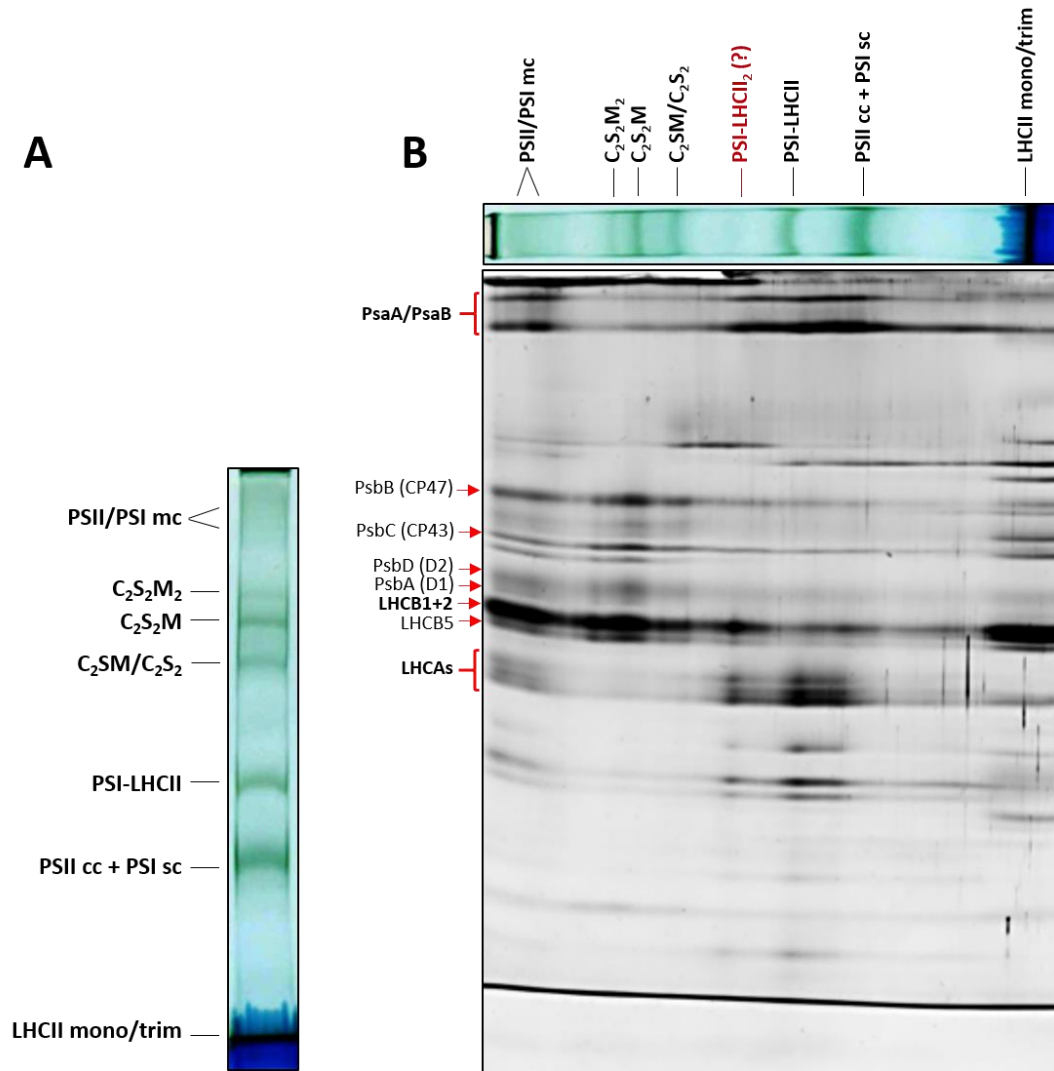 A
B
PSII/PSI mc
C₂S₂M₂
C₂S₂M
C₂SM/C₂S₂
PSI-LHCII₂ (?)
PSI-LHCII
PSII cc + PSI sc
LHCII mono/trim
PsaA/PsaB
PsbB (CP47)
PsbC (CP43)
PsbD (D2)
PsbA (D1)
LHCB1+2
LHCB5
LHCAs
PSII/PSI mc
C₂S₂M₂
C₂S₂M
C₂SM/C₂S₂
PSI-LHCII
PSII cc + PSI sc
LHCII mono/trim